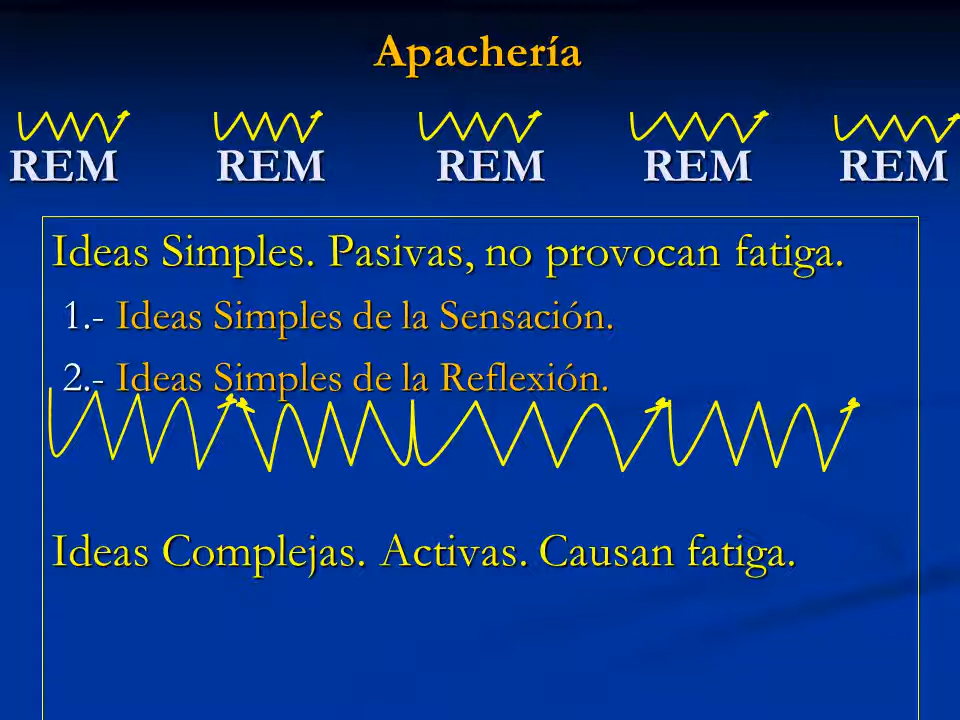 Apachería
REM REM REM REM REM
Ideas Simples. Pasivas, no provocan fatiga.
1.- Ideas Simples de la Sensación.
2.- Ideas Simples de la Reflexión.
Ideas Complejas. Activas. Causan fatiga.